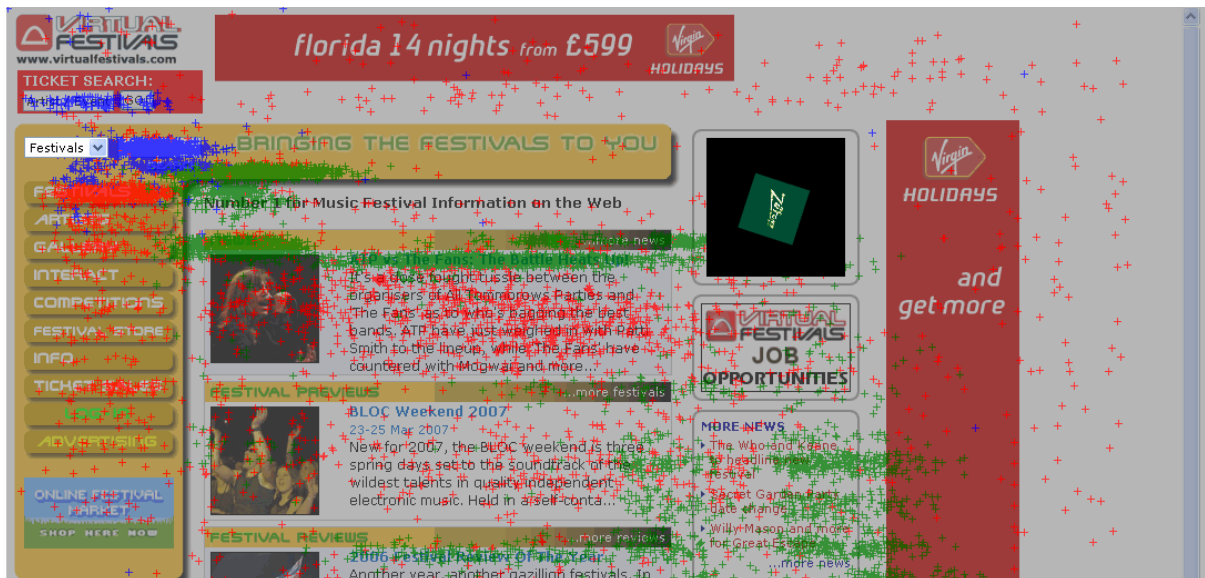 VIRTUAL
FESTIVALS
www.virtualfestivals.com
florida 14 nights from £599
Virgin
HOLIDAYS
TICKET SEARCH:
Festivals
BRINGING THE FESTIVALS TO YOU
Number 1 for Music Festival Information on the Web
FESTIVALS
ARTISTS
INTERACT
COMPETITIONS
FESTIVAL STORE
INFO
LOG IN
ADVERTISING
ONLINE FESTIVAL
MARKET
SHOP HERE NOW
...more news
ATP vs The Fans: The Battle Heats Up!
It's a close fought tussle between the
organisers of All Tommorows Parties and
'The Fans' as to who's bagging the best
bands. ATP have just weighed in with Patti
Smith to the lineup, while 'The Fans' have
countered with Mogwai and more...
FESTIVAL PREVIEWS
...more festivals
BLOC Weekend 2007
23-25 Mar 2007
New for 2007, the BLOC weekend is three
spring days set to the soundtrack of the
wildest talents in quality independent
electronic music. Held in a self-conta...
FESTIVAL REVIEWS
...more reviews
2006 Festival Review Of The Year
Another year, another gazillion festivals. In
VIRTUAL
FESTIVALS
JOB
OPPORTUNITIES
MORE NEWS
The Who and Keane
to headline new
festival
Secret Garden Party
date change
Willy Mason and more
for Great Escape
...more news
Virgin
HOLIDAYS
and
get more